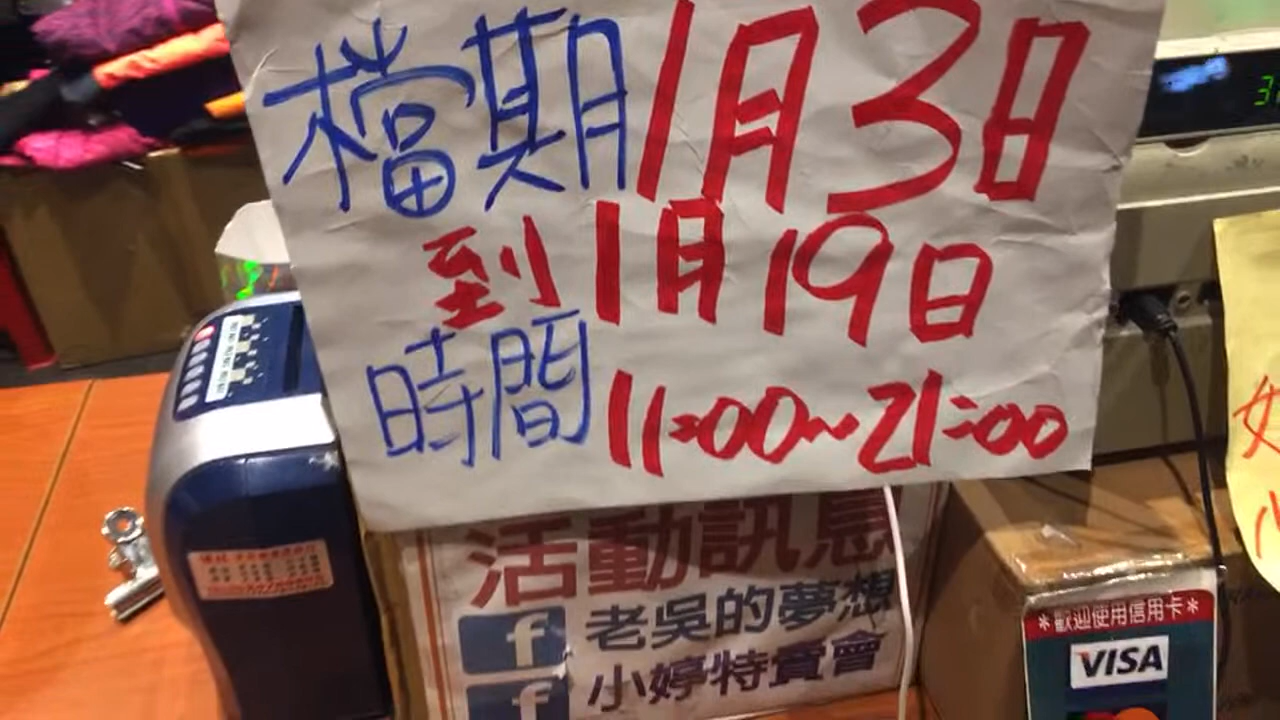 檔期1月3日
到1月19日
時間11:00~21:00
活動訊息
f 老吳的夢想
f 小婷特賣會
*歡迎使用信用卡*
VISA